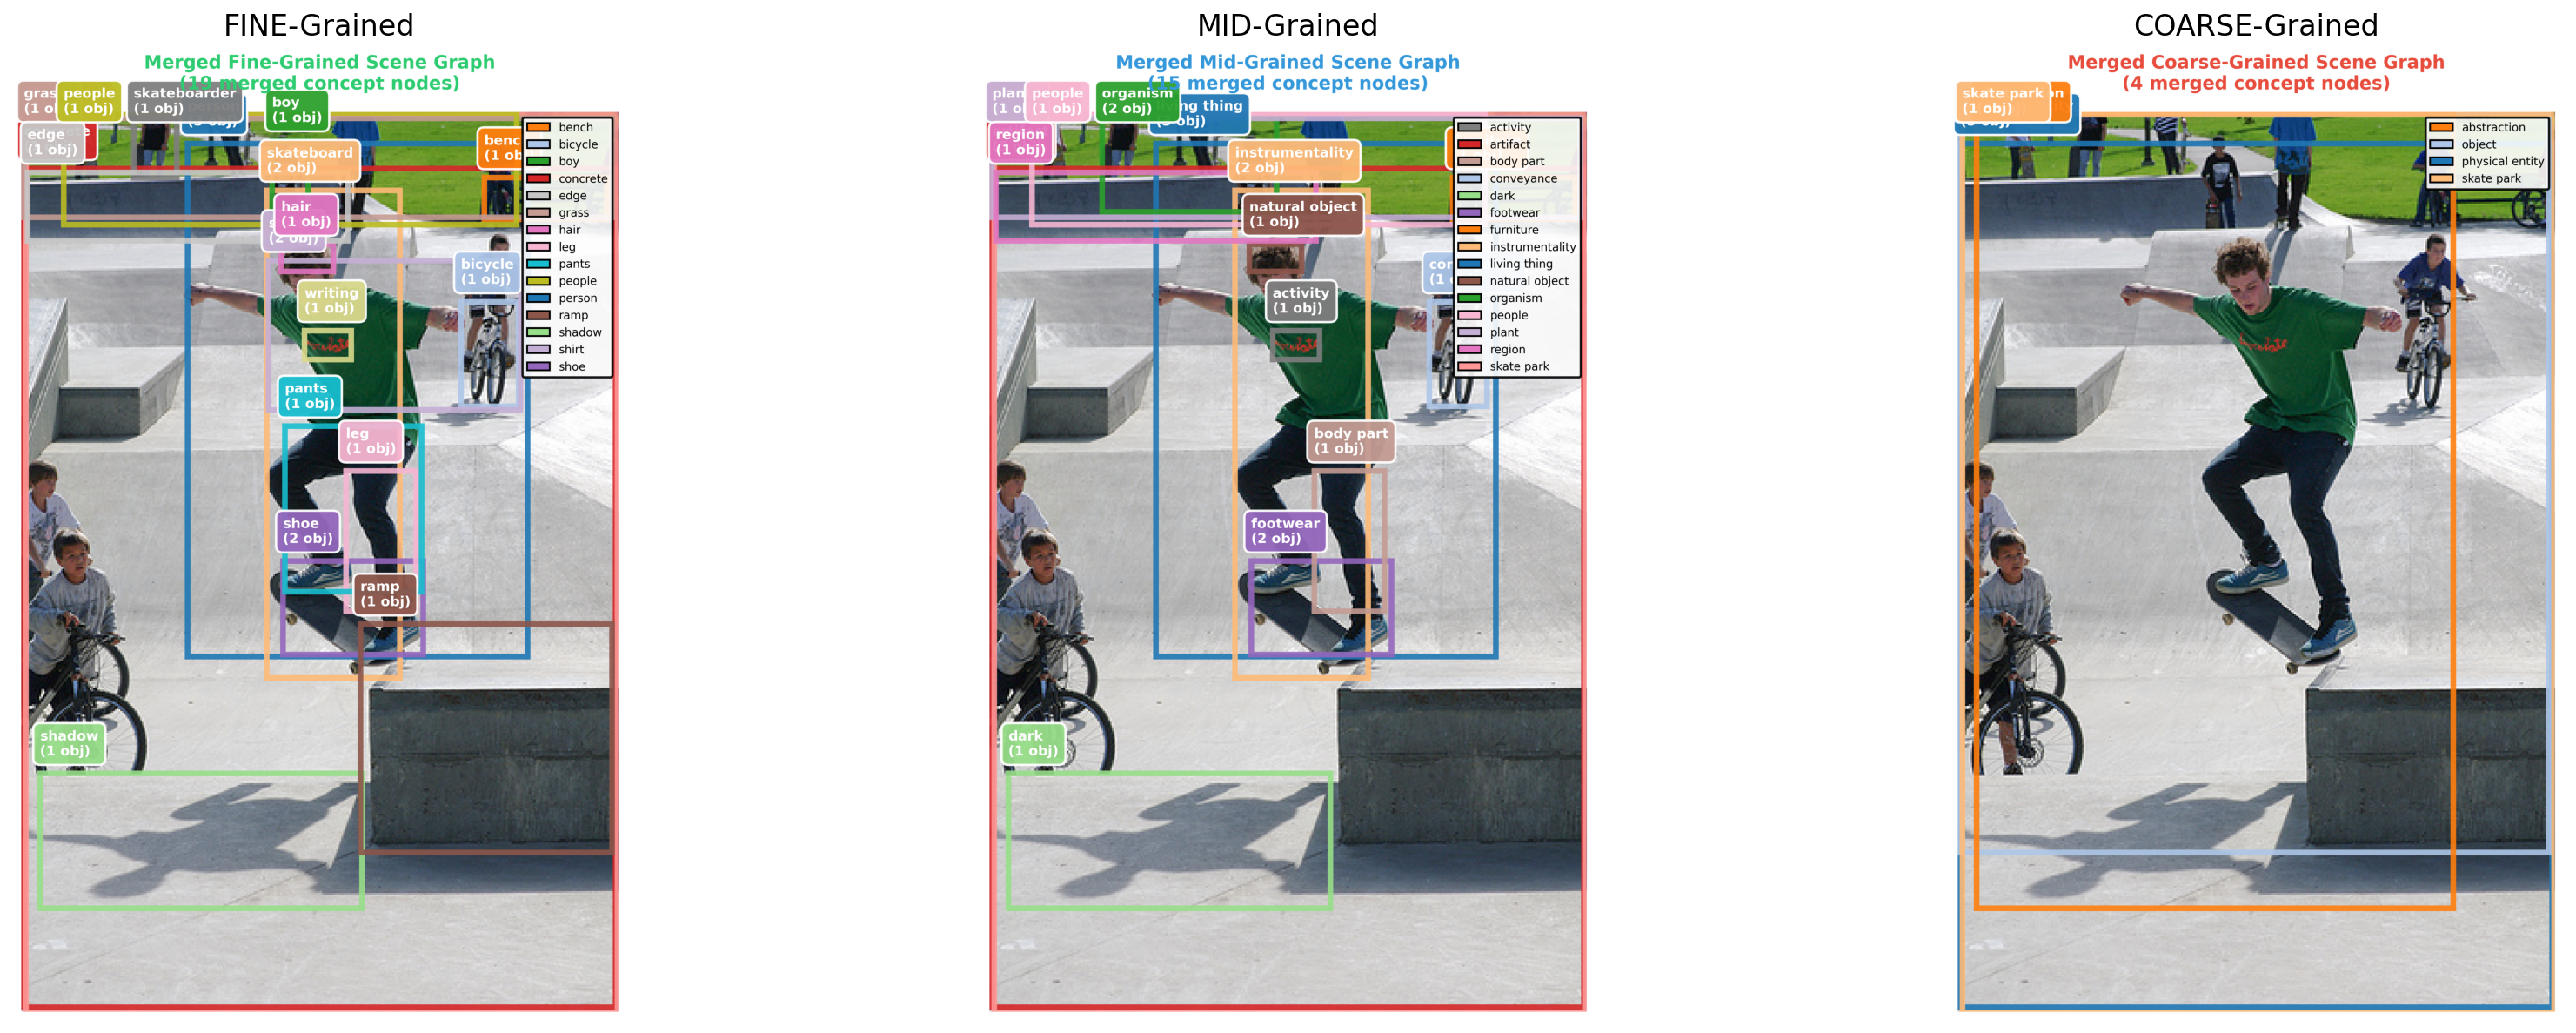 FINE-Grained
Merged Fine-Grained Scene Graph
(19 merged concept nodes)
people
(1 obj)
skateboarder
(1 obj)
boy
(1 obj)
edge
(1 obj)
skateboard
(2 obj)
hair
(1 obj)
(2 obj)
bicycle
(1 obj)
writing
(1 obj)
pants
(1 obj)
leg
(1 obj)
shoe
(2 obj)
ramp
(1 obj)
shadow
(1 obj)
bench
bicycle
boy
concrete
edge
grass
hair
leg
pants
people
person
ramp
shadow
shirt
shoe
MID-Grained
Merged Mid-Grained Scene Graph
(15 merged concept nodes)
people
(1 obj)
organism
(2 obj)
thing
region
(1 obj)
instrumentality
(2 obj)
natural object
(1 obj)
activity
(1 obj)
body part
(1 obj)
footwear
(2 obj)
dark
(1 obj)
activity
artifact
body part
conveyance
dark
footwear
furniture
instrumentality
living thing
natural object
organism
people
plant
region
skate park
COARSE-Grained
Merged Coarse-Grained Scene Graph
(4 merged concept nodes)
skate park
(1 obj)
abstraction
object
physical entity
skate park